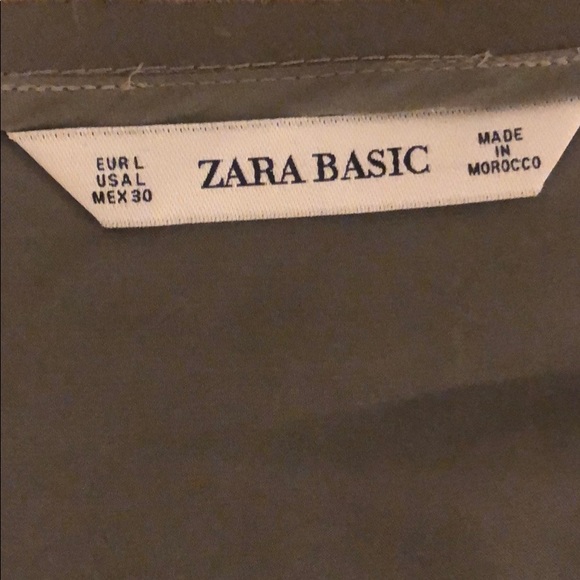 EUR L
USA L
MEX 30
ZARA BASIC
MADE
IN
MOROCCO